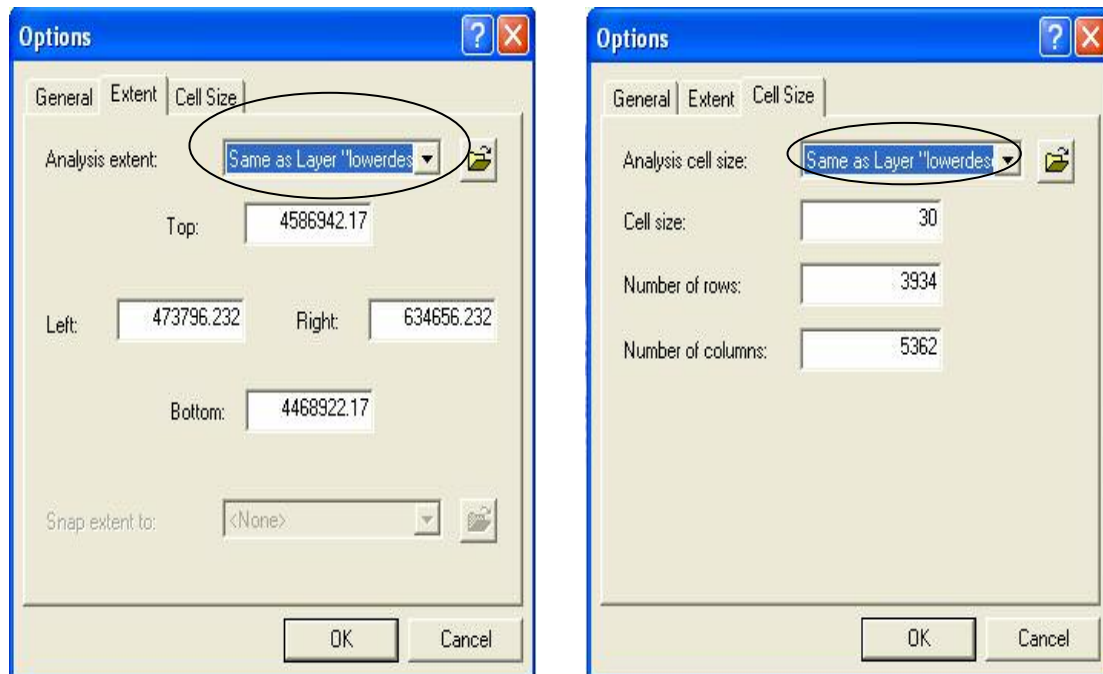 Options
General Extent Cell Size
Analysis extent: Same as Layer "lowerdes
Top: 4586942.17
Left: 473796.232 Right: 634656.232
Bottom: 4468922.17
Snap extent to: <None>
OK Cancel
Options
General Extent Cell Size
Analysis cell size: Same as Layer "lowerdes
Cell size: 30
Number of rows: 3934
Number of columns: 5362
OK Cancel